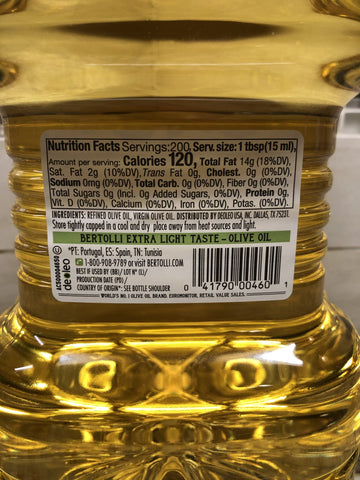 Nutrition Facts Servings:200, Serv. size:1 tbsp(15 ml),
Amount per serving: Calories 120, Total Fat 14g (18%DV),
Sat. Fat 2g (10%DV), Trans Fat 0g, Cholest. 0g (0%DV),
Sodium 0mg (0%DV), Total Carb. 0g (0%DV), Fiber 0g (0%DV),
Total Sugars 0g (Incl. 0g Added Sugars, 0%DV), Protein 0g,
Vit. D (0%DV), Calcium (0%DV), Iron (0%DV), Potas. (0%DV).
INGREDIENTS: REFINED OLIVE OIL, VIRGIN OLIVE OIL. DISTRIBUTED BY DEOLEO USA, INC. DALLAS, TX 75231.
Store tightly capped in a cool and dry place away from heat sources and light.
BERTOLLI EXTRA LIGHT TASTE - OLIVE OIL
*PT: Portugal, ES: Spain, TN: Tunisia
1-800-908-9789 or visit BERTOLLI.COM
BEST IF USED BY (BB) / LOT N° (L) /
PRODUCTION DATE (PD) /
COUNTRY OF ORIGIN*: SEE BOTTLE SHOULDER
deoleo
0 41790 00460 1
WORLD'S NO. 1 OLIVE OIL BRAND. EUROMONITOR, RETAIL VALUE SALES.